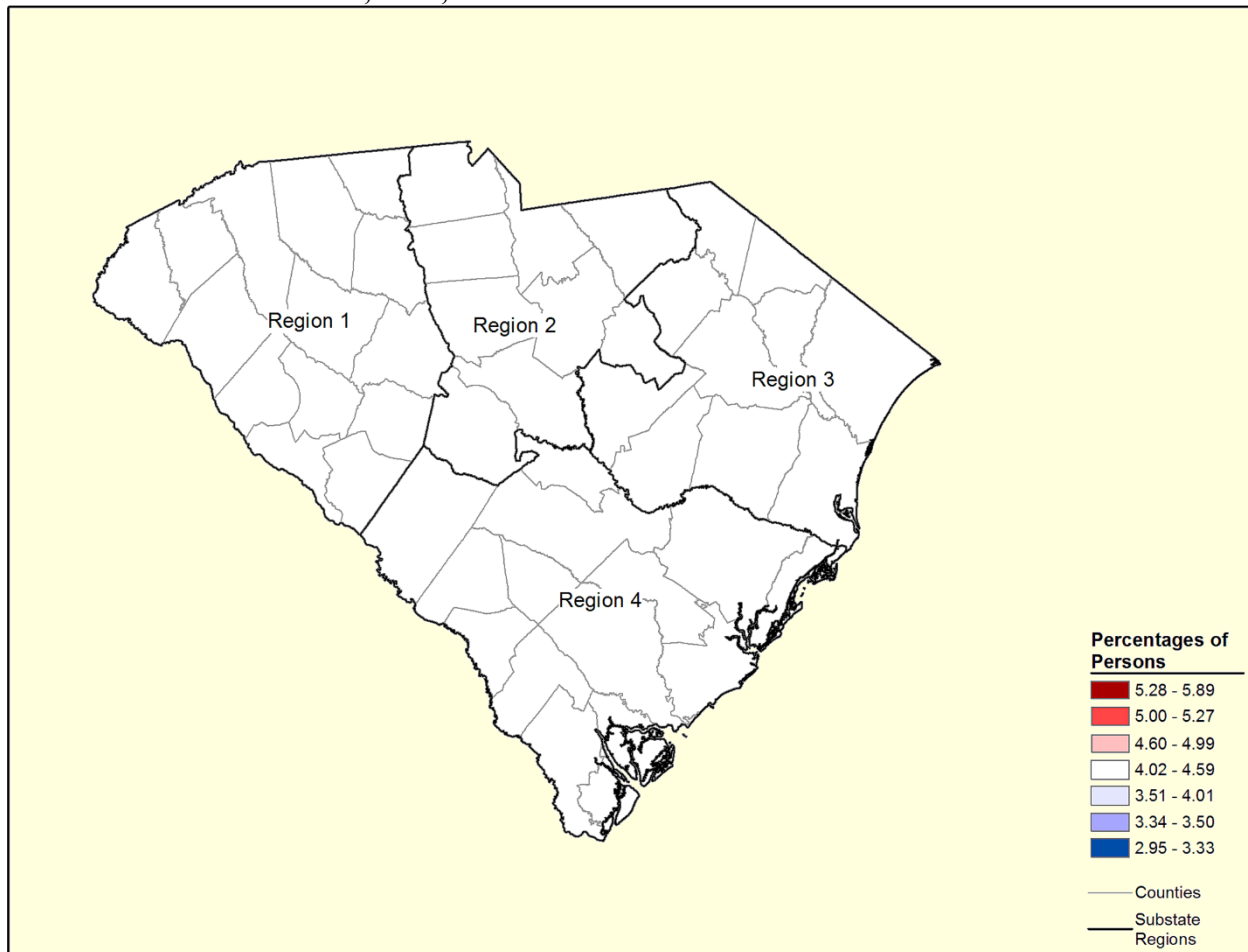 Region 1
Region 2
Region 3
Region 4
Percentages of
Persons
5.28 - 5.89
5.00 - 5.27
4.60 - 4.99
4.02 - 4.59
3.51 - 4.01
3.34 - 3.50
2.95 - 3.33
Counties
Substate
Regions